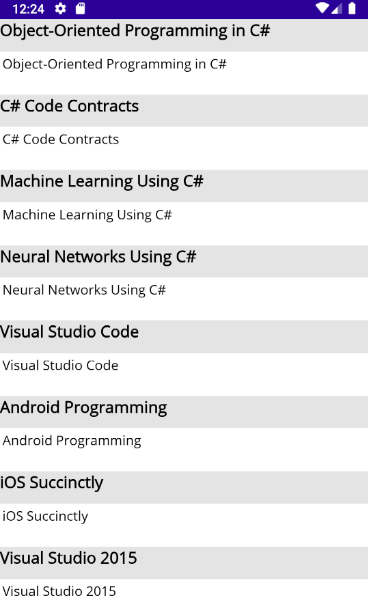 12:24
Object-Oriented Programming in C#
Object-Oriented Programming in C#
C# Code Contracts
C# Code Contracts
Machine Learning Using C#
Machine Learning Using C#
Neural Networks Using C#
Neural Networks Using C#
Visual Studio Code
Visual Studio Code
Android Programming
Android Programming
iOS Succinctly
iOS Succinctly
Visual Studio 2015
Visual Studio 2015